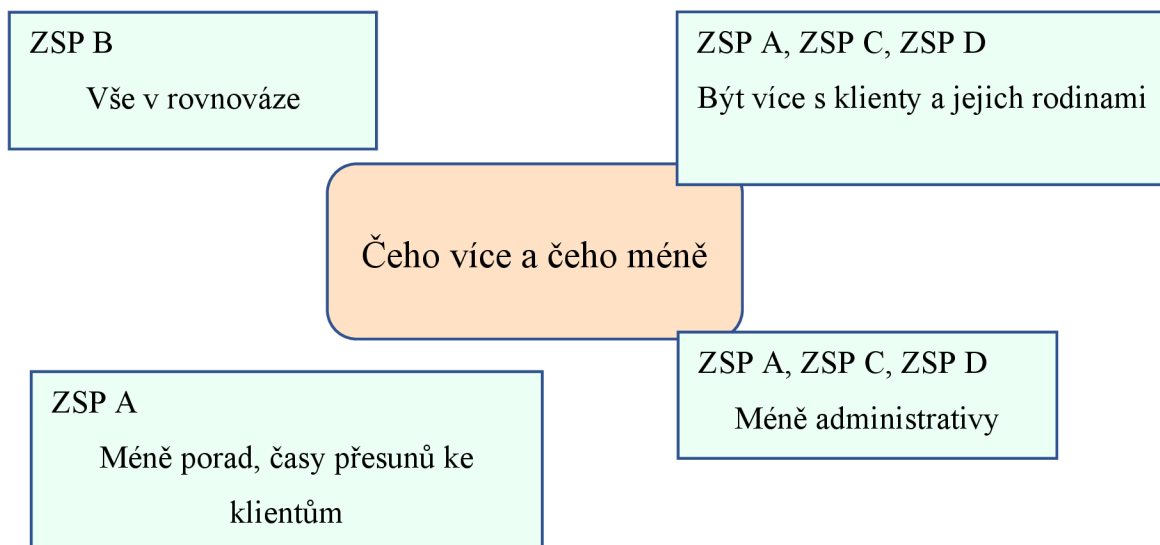 ZSP B
Vše v rovnováze
ZSP A, ZSP C, ZSP D
Být více s klienty a jejich rodinami
Čeho více a čeho méně
ZSP A, ZSP C, ZSP D
Méně administrativy
ZSP A
Méně porad, časy přesunů ke
klientům